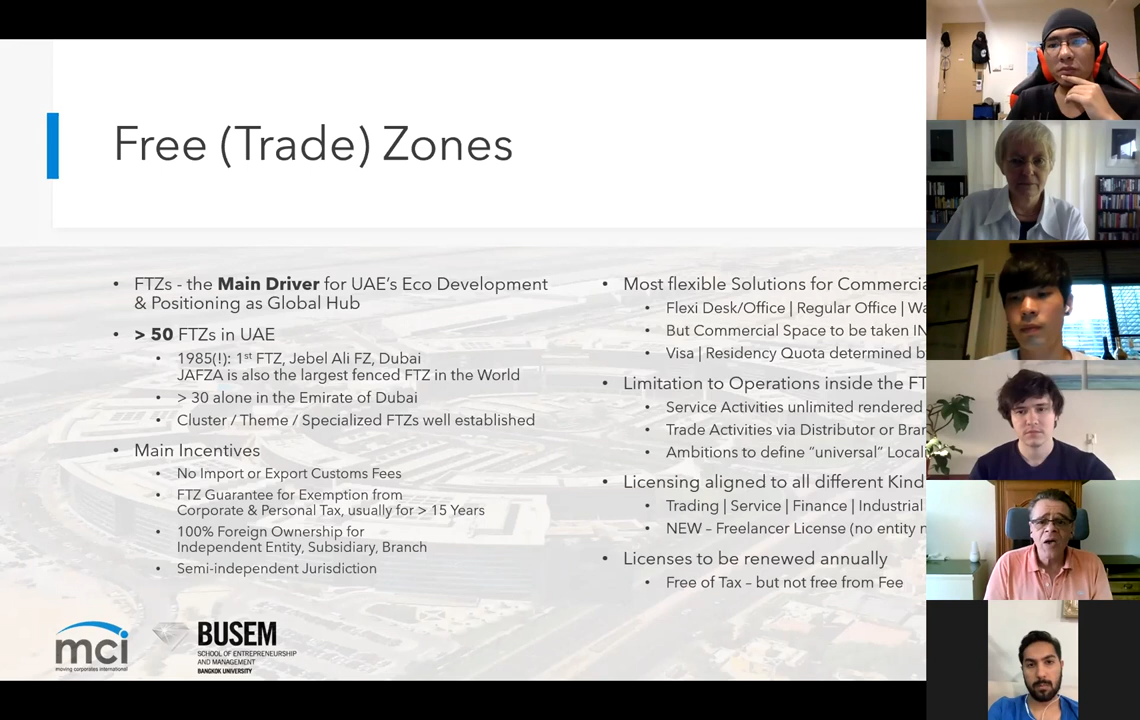 Free (Trade) Zones
FTZs - the Main Driver for UAE's Eco Development
& Positioning as Global Hub
> 50 FTZs in UAE
1985(!): 1st FTZ, Jebel Ali FZ, Dubai
JAFZA is also the largest fenced FTZ in the World
> 30 alone in the Emirate of Dubai
Cluster / Theme / Specialized FTZs well established
Main Incentives
No Import or Export Customs Fees
FTZ Guarantee for Exemption from
Corporate & Personal Tax, usually for > 15 Years
100% Foreign Ownership for
Independent Entity, Subsidiary, Branch
Semi-independent Jurisdiction
Most flexible Solutions for Commercia
Flexi Desk/Office | Regular Office | Wa
But Commercial Space to be taken IN
Visa | Residency Quota determined b
Limitation to Operations inside the FT
Service Activities unlimited rendered
Trade Activities via Distributor or Bran
Ambitions to define "universal" Local
Licensing aligned to all different Kind
Trading | Service | Finance | Industrial
NEW – Freelancer License (no entity n
Licenses to be renewed annually
Free of Tax – but not free from Fee
mci
moving corporates international
BUSEM
SCHOOL OF ENTREPRENEURSHIP
AND MANAGEMENT
BANGKOK UNIVERSITY